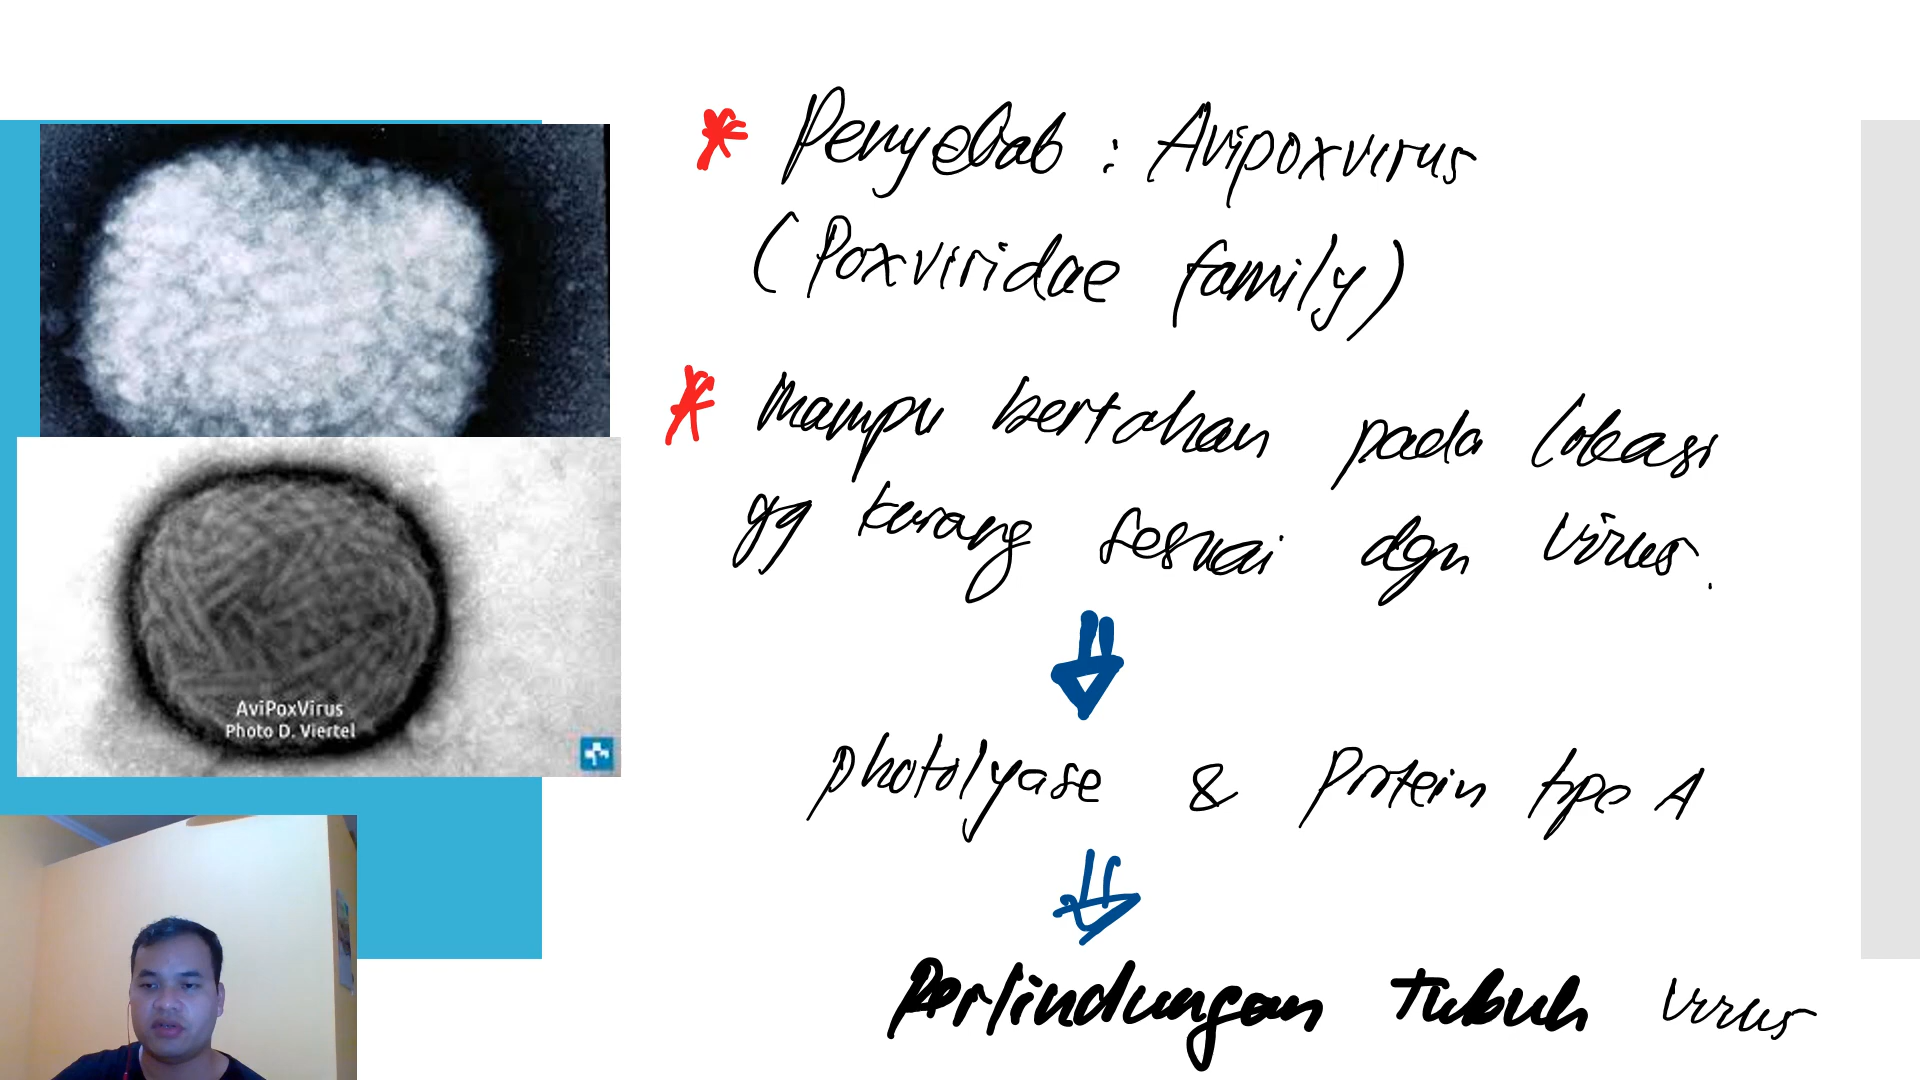 * Penyebab : Avipoxvirus
(Poxviridae family)
* Mampu bertahan pada lokasi
yg kurang sesuai dgn virus.
photolyase & Protein tipe A
Perlindungan tubuh virus
AviPoxVirus
Photo D. Viertel